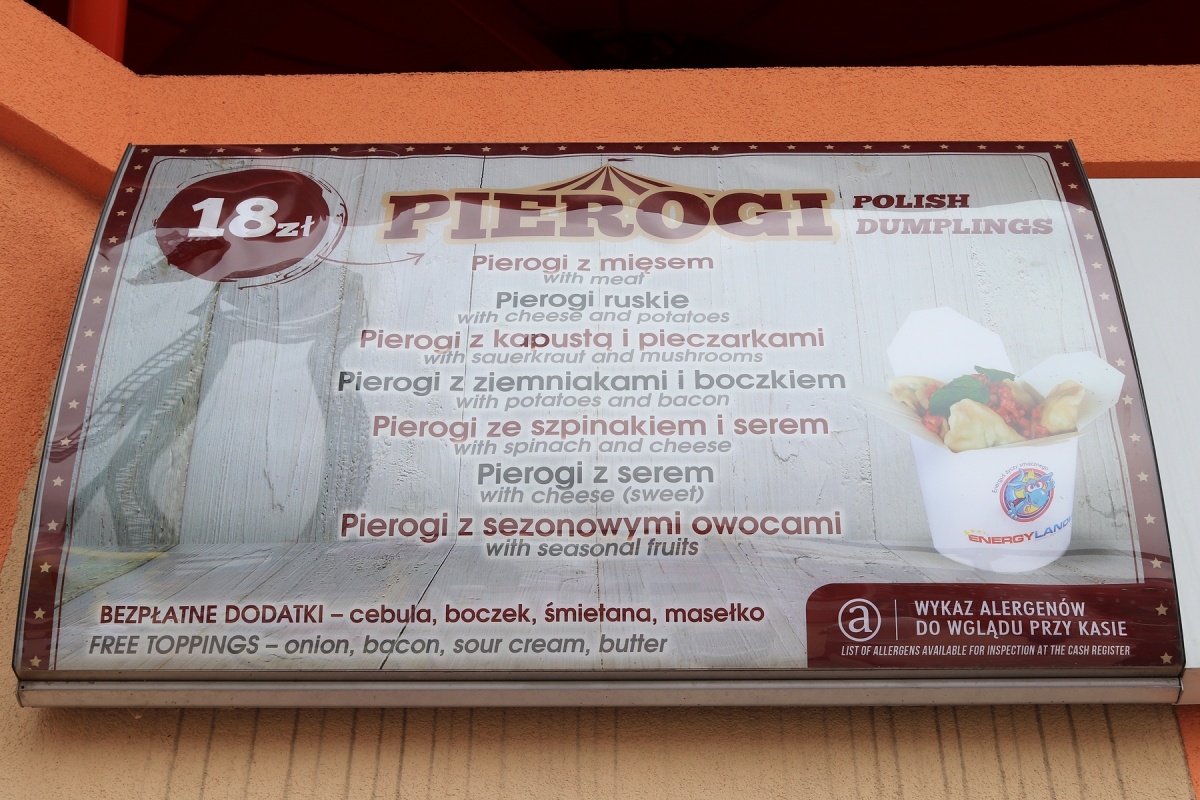 18zł
PIEROGI
POLISH
DUMPLINGS
Pierogi z mięsem
with meat
Pierogi ruskie
with cheese and potatoes
Pierogi z kapustą i pieczarkami
with sauerkraut and mushrooms
Pierogi z ziemniakami i boczkiem
with potatoes and bacon
Pierogi ze szpinakiem i serem
with spinach and cheese
Pierogi z serem
with cheese (sweet)
Pierogi z sezonowymi owocami
with seasonal fruits
ENERGYLAND
BEZPŁATNE DODATKI – cebula, boczek, śmietana, masełko
FREE TOPPINGS – onion, bacon, sour cream, butter
a
WYKAZ ALERGENÓW
DO WGLĄDU PRZY KASIE
LIST OF ALLERGENS AVAILABLE FOR INSPECTION AT THE CASH REGISTER